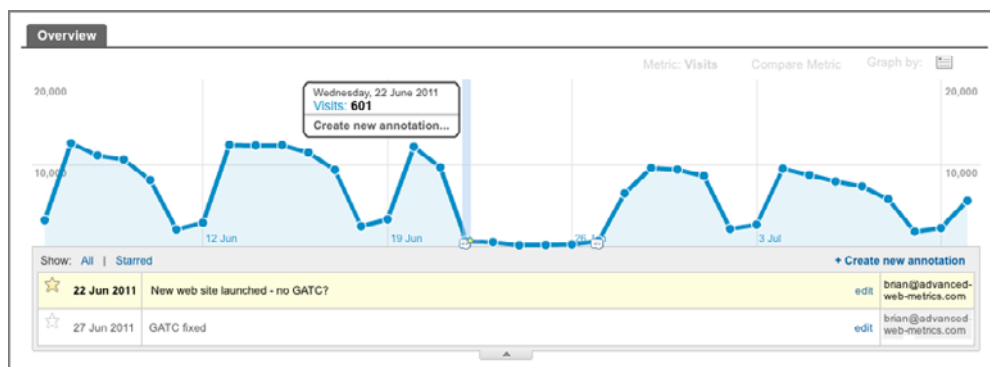 Overview
Metric: Visits Compare Metric Graph by:
20,000 20,000
Wednesday, 22 June 2011
Visits: 601
Create new annotation...
10,000 10,000
12 Jun 19 Jun 26 Jun 3 Jul
Show: All | Starred + Create new annotation
22 Jun 2011 New web site launched - no GATC? edit brian@advanced-
web-metrics.com
27 Jun 2011 GATC fixed edit brian@advanced-
web-metrics.com